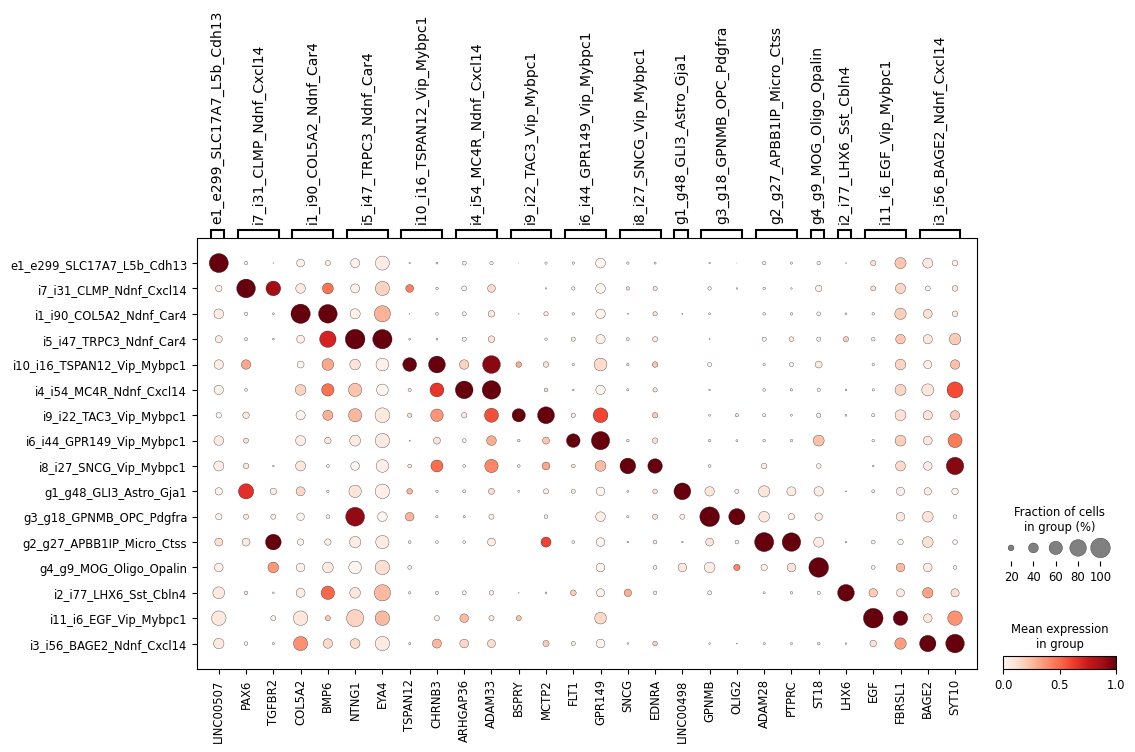 e1_e299_SLC17A7_L5b_Cdh13
i7_i31_CLMP_Ndnf_Cxcl14
i1_i90_COL5A2_Ndnf_Car4
i5_i47_TRPC3_Ndnf_Car4
i10_i16_TSPAN12_Vip_Mybpc1
i4_i54_MC4R_Ndnf_Cxcl14
i9_i22_TAC3_Vip_Mybpc1
i6_i44_GPR149_Vip_Mybpc1
i8_i27_SNCG_Vip_Mybpc1
g1_g48_GLI3_Astro_Gja1
g3_g18_GPNMB_OPC_Pdgfra
g2_g27_APBB1IP_Micro_Ctss
g4_g9_MOG_Oligo_Opalin
i2_i77_LHX6_Sst_Cbln4
i11_i6_EGF_Vip_Mybpc1
i3_i56_BAGE2_Ndnf_Cxcl14
e1_e299_SLC17A7_L5b_Cdh13
i7_i31_CLMP_Ndnf_Cxcl14
i1_i90_COL5A2_Ndnf_Car4
i5_i47_TRPC3_Ndnf_Car4
i10_i16_TSPAN12_Vip_Mybpc1
i4_i54_MC4R_Ndnf_Cxcl14
i9_i22_TAC3_Vip_Mybpc1
i6_i44_GPR149_Vip_Mybpc1
i8_i27_SNCG_Vip_Mybpc1
g1_g48_GLI3_Astro_Gja1
g3_g18_GPNMB_OPC_Pdgfra
g2_g27_APBB1IP_Micro_Ctss
g4_g9_MOG_Oligo_Opalin
i2_i77_LHX6_Sst_Cbln4
i11_i6_EGF_Vip_Mybpc1
i3_i56_BAGE2_Ndnf_Cxcl14
LINC00507
PAX6
TGFBR2
COL5A2
BMP6
NTNG1
EYA4
TSPAN12
CHRNB3
ARHGAP36
ADAM33
BSPRY
MCTP2
FLT1
GPR149
SNCG
EDNRA
LINC00498
GPNMB
OLIG2
ADAM28
PTPRC
ST18
LHX6
EGF
FBRSL1
BAGE2
SYT10
Fraction of cells
in group (%)
20 40 60 80 100
Mean expression
in group
0.0 0.5 1.0